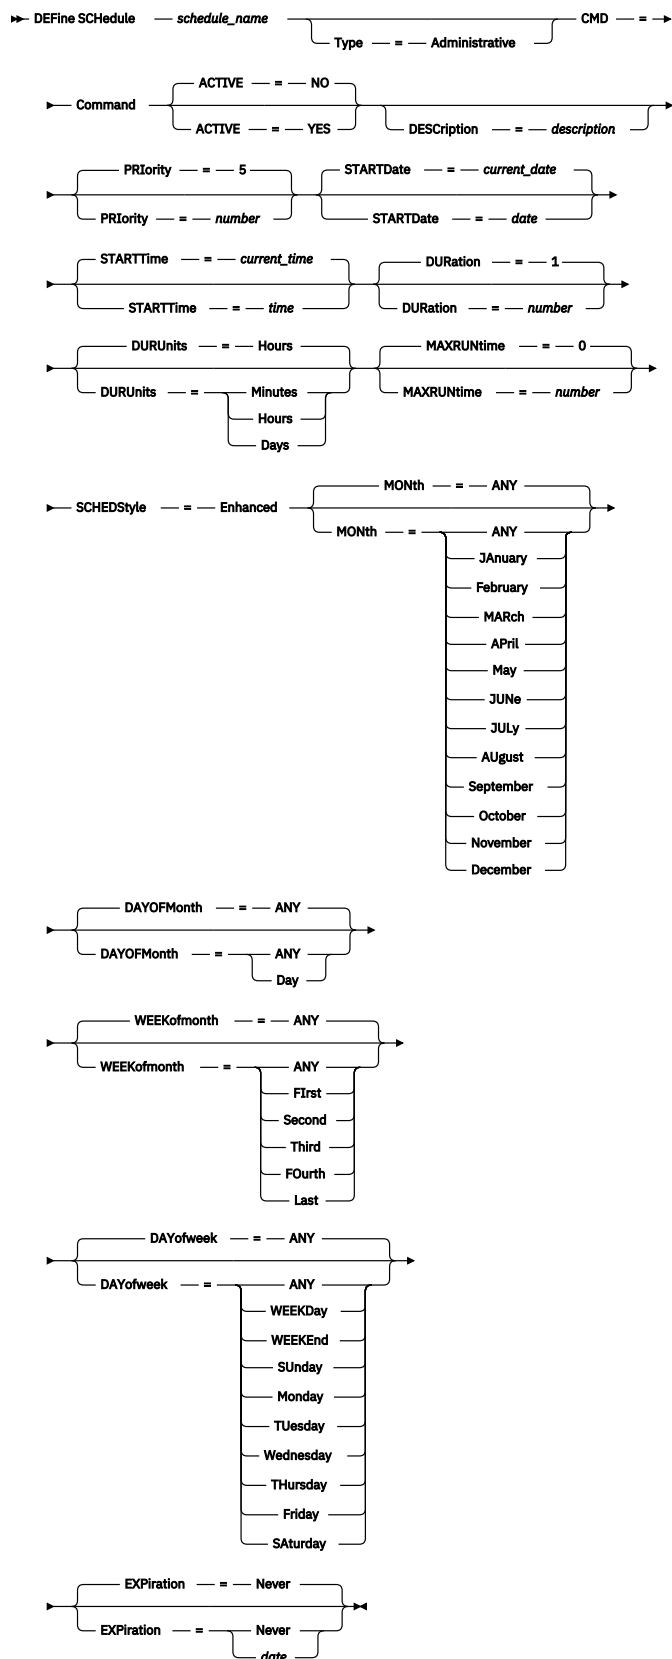 DEFine SCHedule schedule_name CMD =
Type = Administrative
ACTIVE = NO
Command
ACTIVE = YES DESCription = description
PRIority = 5 STARTDate = current_date
PRIority = number STARTDate = date
STARTTime = current_time DURation = 1
STARTTime = time DURation = number
DURUnits = Hours MAXRUNtime = 0
DURUnits = Minutes MAXRUNtime = number
Hours
Days
MONth = ANY
SCHEDStyle = Enhanced
MONth = ANY
JAnuary
February
MARch
APril
May
JUNe
JULy
AUgust
September
October
November
December
DAYOFMonth = ANY
DAYOFMonth = ANY
Day
WEEKofmonth = ANY
WEEKofmonth = ANY
FIrst
Second
Third
FOurth
Last
DAYofweek = ANY
DAYofweek = ANY
WEEKDay
WEEKEnd
SUnday
Monday
TUesday
Wednesday
THursday
Friday
SAturday
EXPiration = Never
EXPiration = Never
date